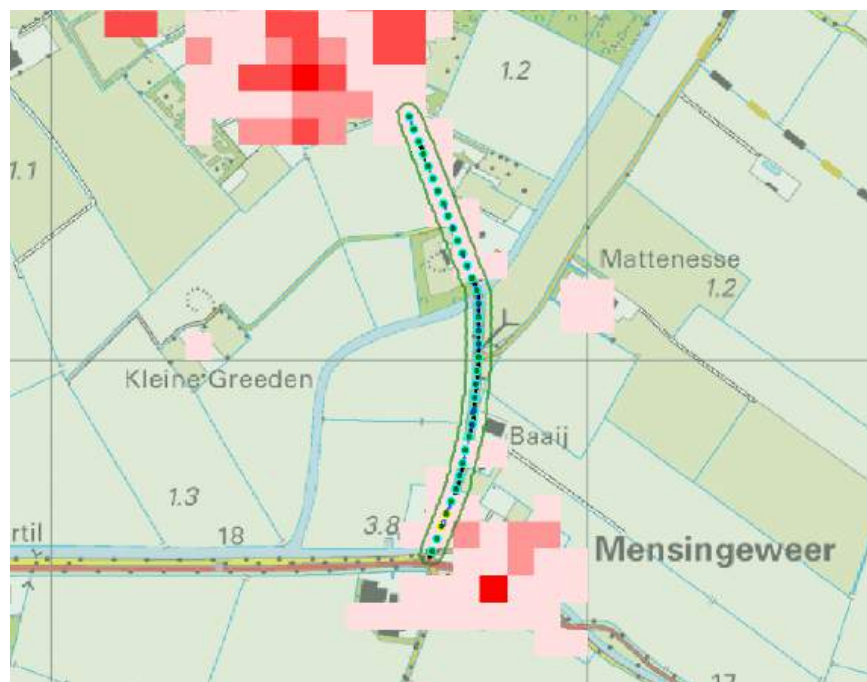 1.2
1.1
Mattenesse
1.2
Kleine Greeden
Baaij
1.3
rtil
18
3.8
Mensingeweer
17